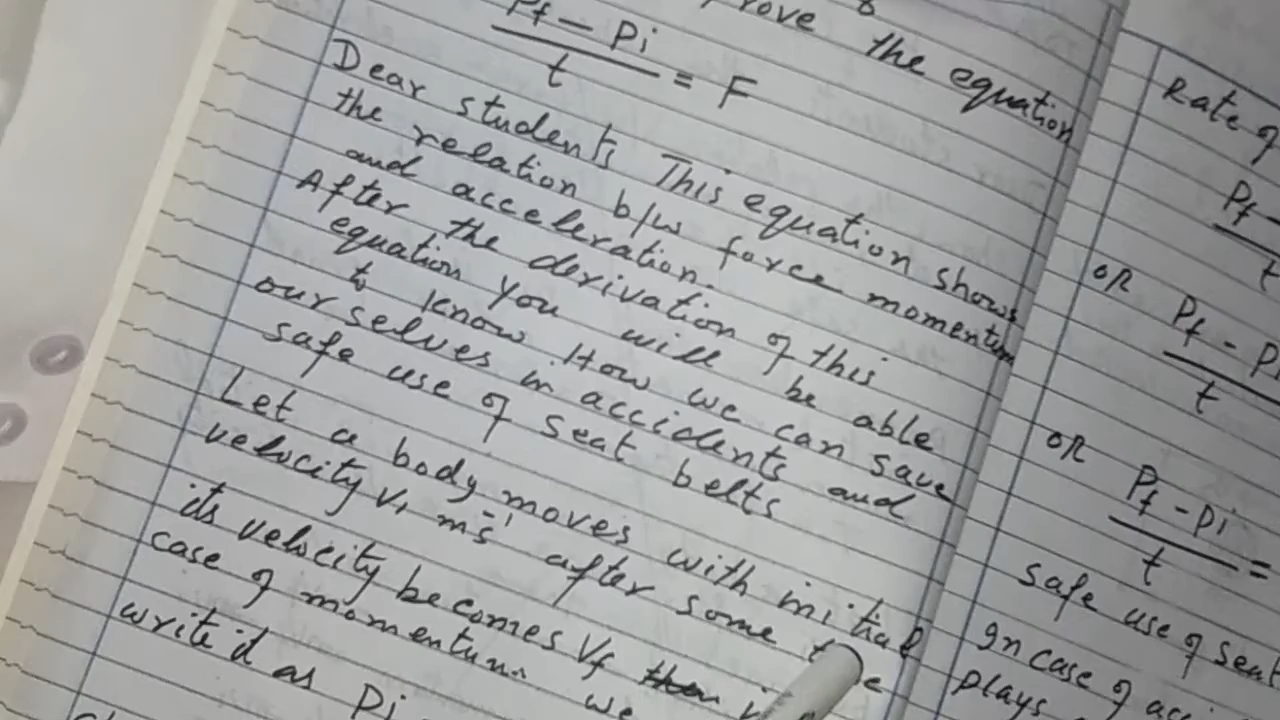 prove the equation
Pf - Pi
t
= F
Dear students This equation shows
the relation b/w force momentum
and acceleration.
After the derivation of this
equation you will be able
to know How we can save
our selves in accidents and
safe use of seat belts
Let a body moves with initial
velocity Vi ms-1 after some
its velocity becomes Vf
case of momentum we
write it as Pi
Rate of
Pf -
t
OR Pf - Pi
t
OR Pf - Pi
t
=
safe use of seat
In case of
plays